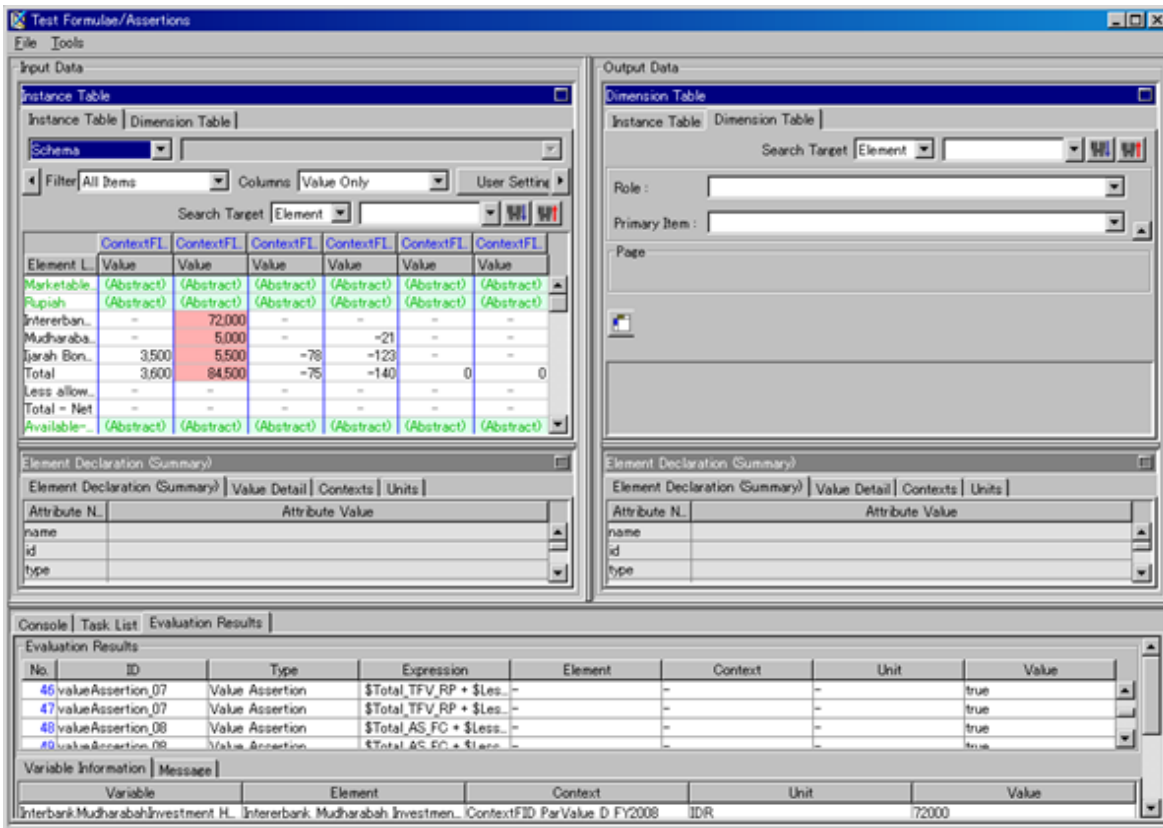 Test Formulae/Assertions
File Tools
Input Data
Instance Table
Instance Table Dimension Table
Schema
Filter All Items Columns Value Only User Setting
Search Target Element
ContextFI... ContextFI... ContextFI... ContextFI... ContextFI... ContextFI...
Element L... Value Value Value Value Value Value
Marketable... (Abstract) (Abstract) (Abstract) (Abstract) (Abstract) (Abstract)
Rupiah (Abstract) (Abstract) (Abstract) (Abstract) (Abstract) (Abstract)
Intererban... - 72,000 - - - -
Mudharaba... - 5,000 - -21 - -
Ijarah Bon... 3,500 5,500 -78 -123 - -
Total 3,600 84,500 -75 -140 0 0
Less allow... - - - - - -
Total - Net - - - - - -
Available-... (Abstract) (Abstract) (Abstract) (Abstract) (Abstract) (Abstract)
Element Declaration (Summary)
Element Declaration (Summary) Value Detail Contexts Units
Attribute N... Attribute Value
name
id
type
Output Data
Dimension Table
Instance Table Dimension Table
Search Target Element
Role :
Primary Item :
Page
Element Declaration (Summary)
Element Declaration (Summary) Value Detail Contexts Units
Attribute N... Attribute Value
name
id
type
Console Task List Evaluation Results
Evaluation Results
No. ID Type Expression Element Context Unit Value
46 valueAssertion_07 Value Assertion $Total_TFV_RP + $Les... - - - true
47 valueAssertion_07 Value Assertion $Total_TFV_RP + $Les... - - - true
48 valueAssertion_08 Value Assertion $Total_AS_FC + $Less... - - - true
49 valueAssertion_08 Value Assertion $Total_AS_FC + $Less... - - - true
Variable Information Message
Variable Element Context Unit Value
InterbankMudharabahInvestment H... Intererbank Mudharabah Investmen... ContextFID ParValue D FY2008 IDR 72000